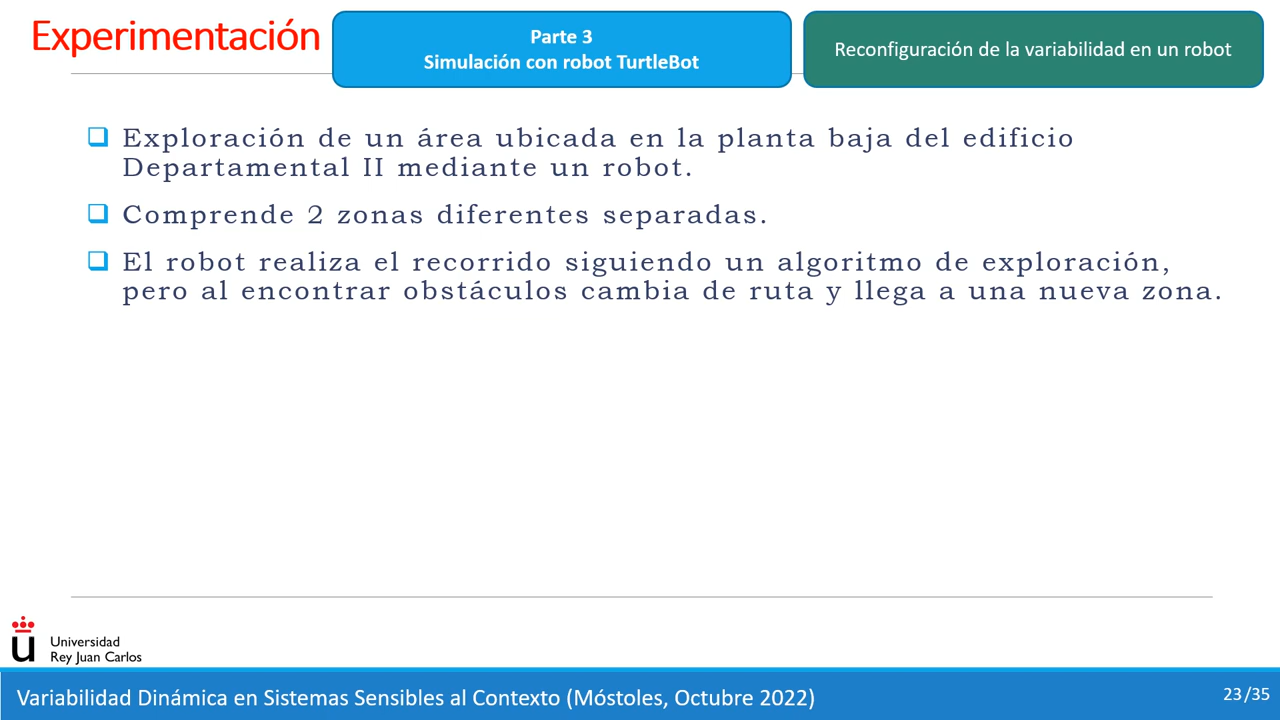 Experimentación
Parte 3
Simulación con robot TurtleBot
Reconfiguración de la variabilidad en un robot
Exploración de un área ubicada en la planta baja del edificio
Departamental II mediante un robot.
Comprende 2 zonas diferentes separadas.
El robot realiza el recorrido siguiendo un algoritmo de exploración,
pero al encontrar obstáculos cambia de ruta y llega a una nueva zona.
Universidad
Rey Juan Carlos
Variabilidad Dinámica en Sistemas Sensibles al Contexto (Móstoles, Octubre 2022)
23/35